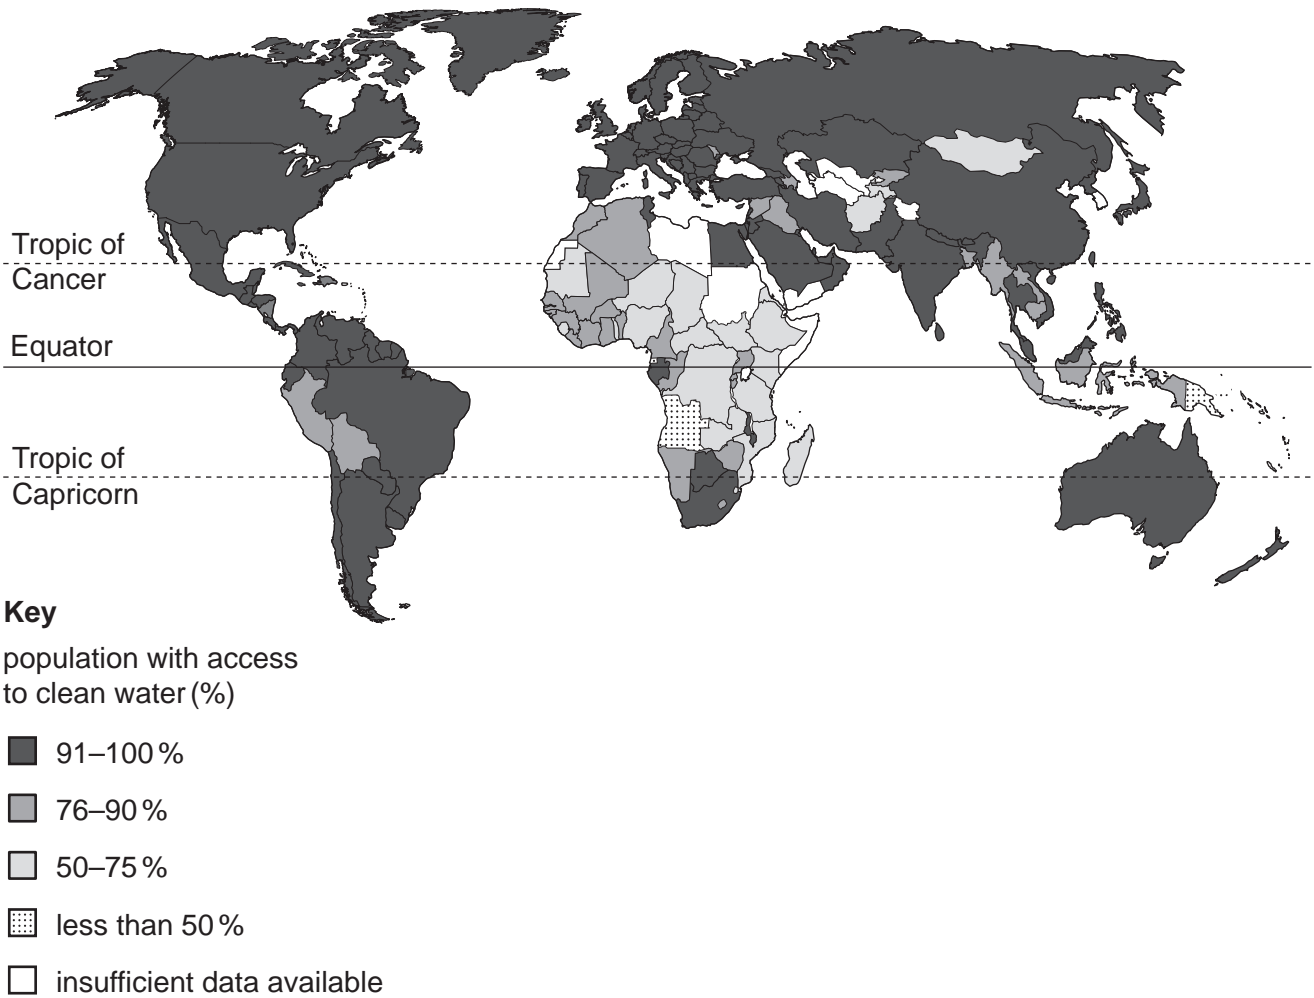 Tropic of
Cancer
Equator
Tropic of
Capricorn
Key
population with access
to clean water (%)
91–100 %
76–90 %
50–75 %
less than 50 %
insufficient data available